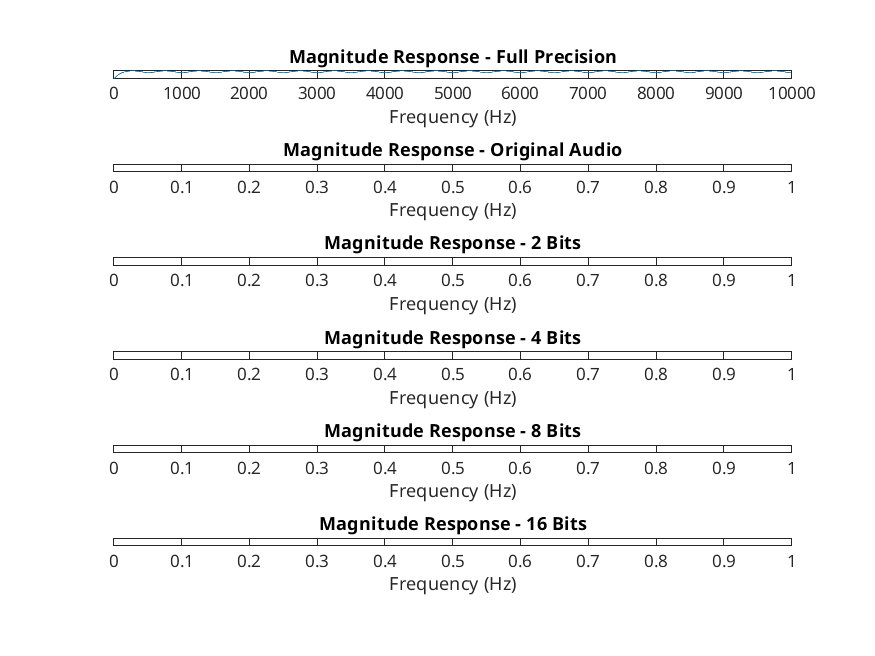 Magnitude Response - Full Precision
0 1000 2000 3000 4000 5000 6000 7000 8000 9000 10000
Frequency (Hz)
Magnitude Response - Original Audio
0 0.1 0.2 0.3 0.4 0.5 0.6 0.7 0.8 0.9 1
Frequency (Hz)
Magnitude Response - 2 Bits
0 0.1 0.2 0.3 0.4 0.5 0.6 0.7 0.8 0.9 1
Frequency (Hz)
Magnitude Response - 4 Bits
0 0.1 0.2 0.3 0.4 0.5 0.6 0.7 0.8 0.9 1
Frequency (Hz)
Magnitude Response - 8 Bits
0 0.1 0.2 0.3 0.4 0.5 0.6 0.7 0.8 0.9 1
Frequency (Hz)
Magnitude Response - 16 Bits
0 0.1 0.2 0.3 0.4 0.5 0.6 0.7 0.8 0.9 1
Frequency (Hz)